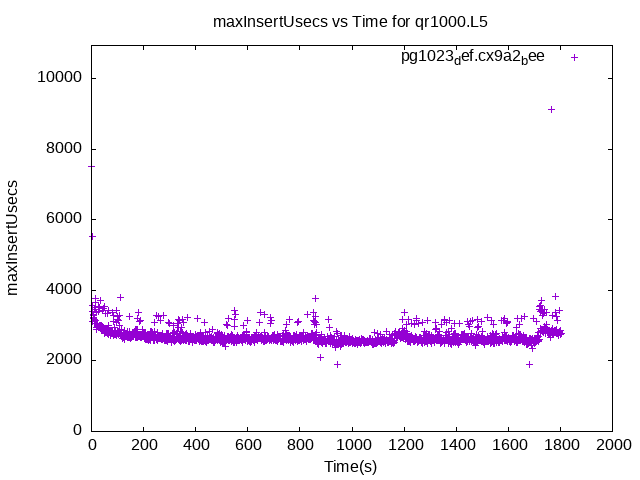 maxInsertUsecs vs Time for qr1000.L5
pg1023def.cx9a2bee
10000
8000
6000
4000
2000
0
maxInsertUsecs
0 200 400 600 800 1000 1200 1400 1600 1800 2000
Time(s)